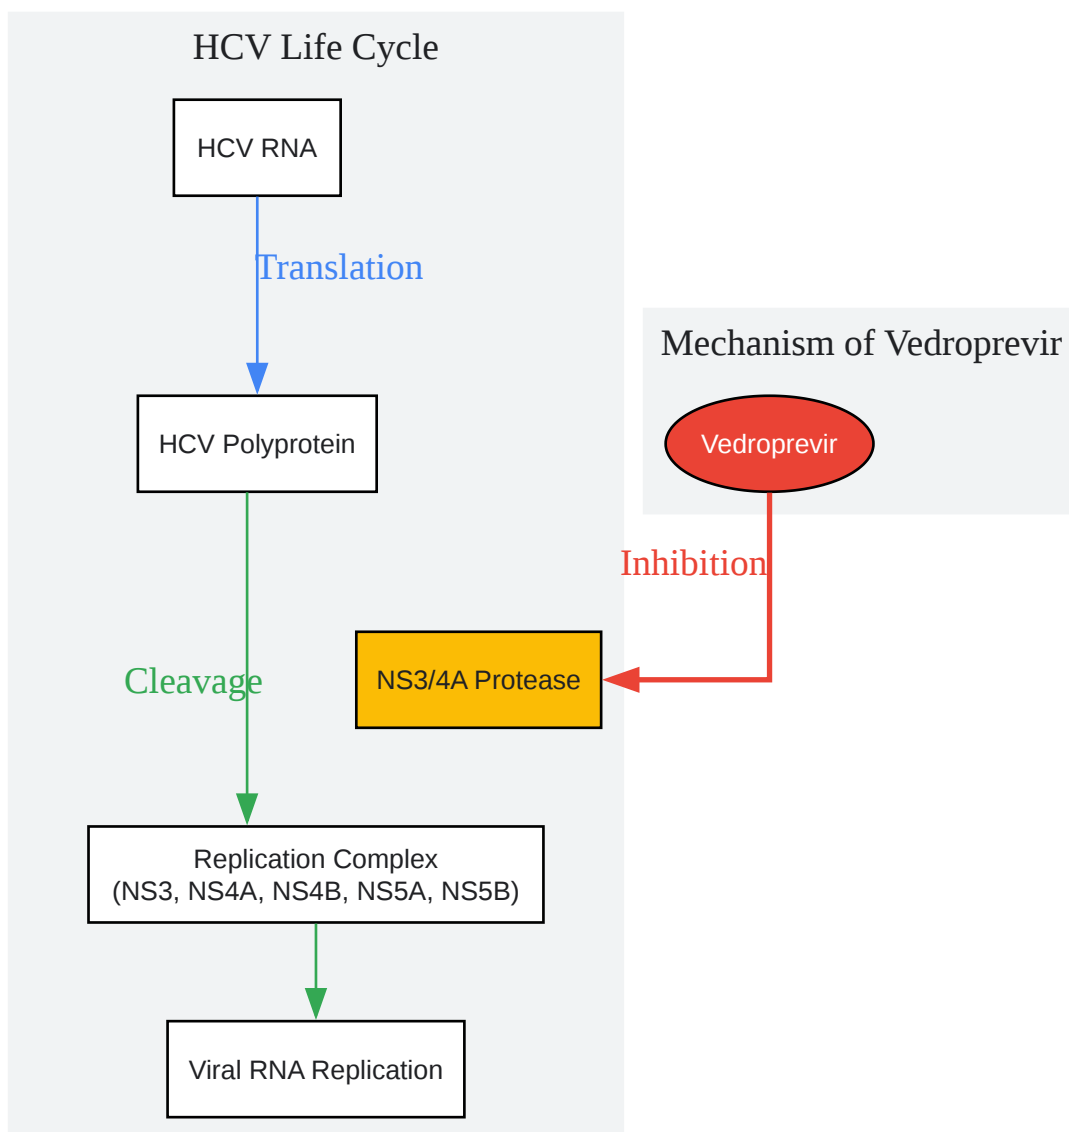 HCV Life Cycle
HCV RNA
Translation
Mechanism of Vedroprevir
HCV Polyprotein
Vedroprevir
Inhibition
NS3/4A Protease
Cleavage
Replication Complex
(NS3, NS4A, NS4B, NS5A, NS5B)
Viral RNA Replication